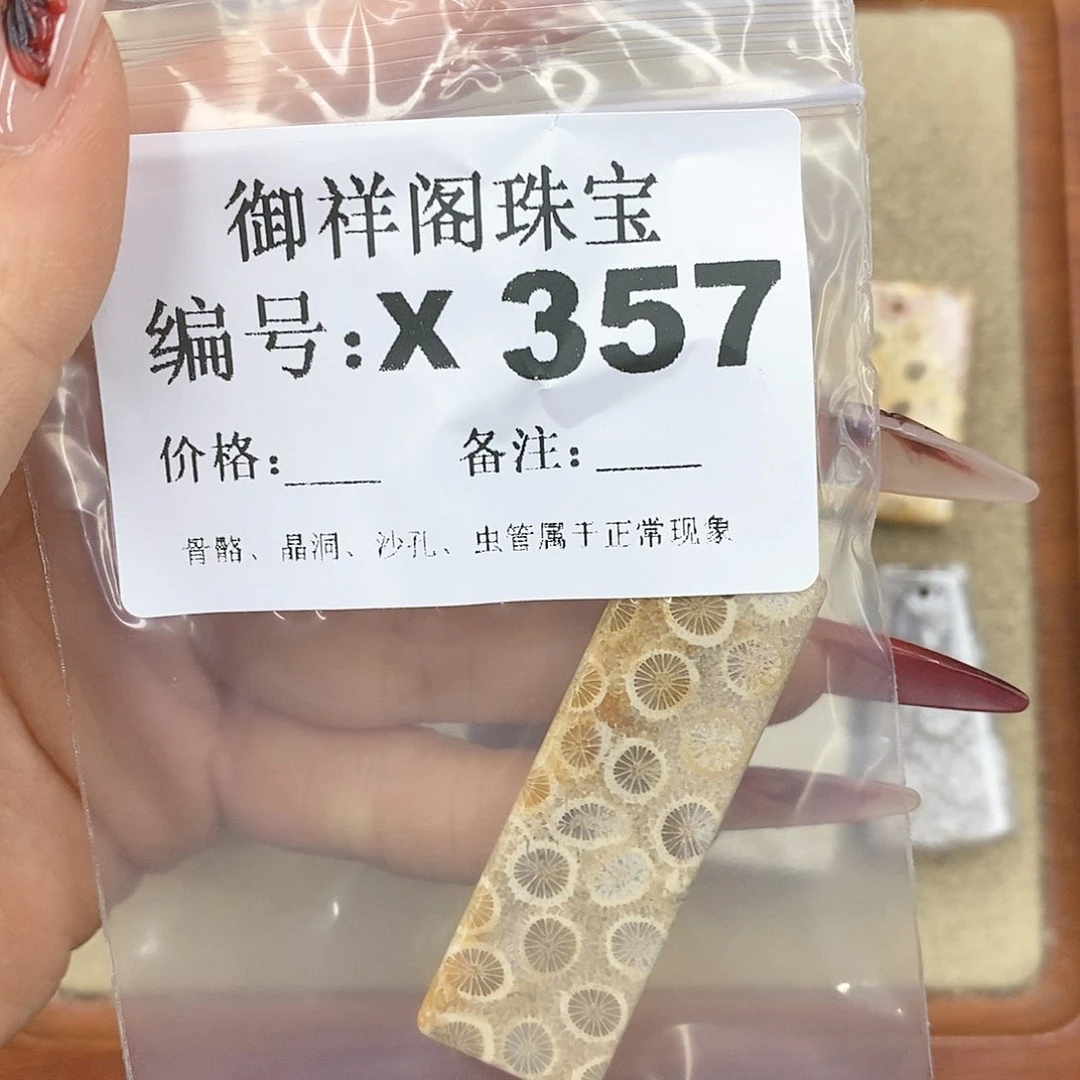 御祥阁珠宝
编号:X 357
价格:____ 备注:____
骨骼、晶洞、沙孔、虫管属于正常现象